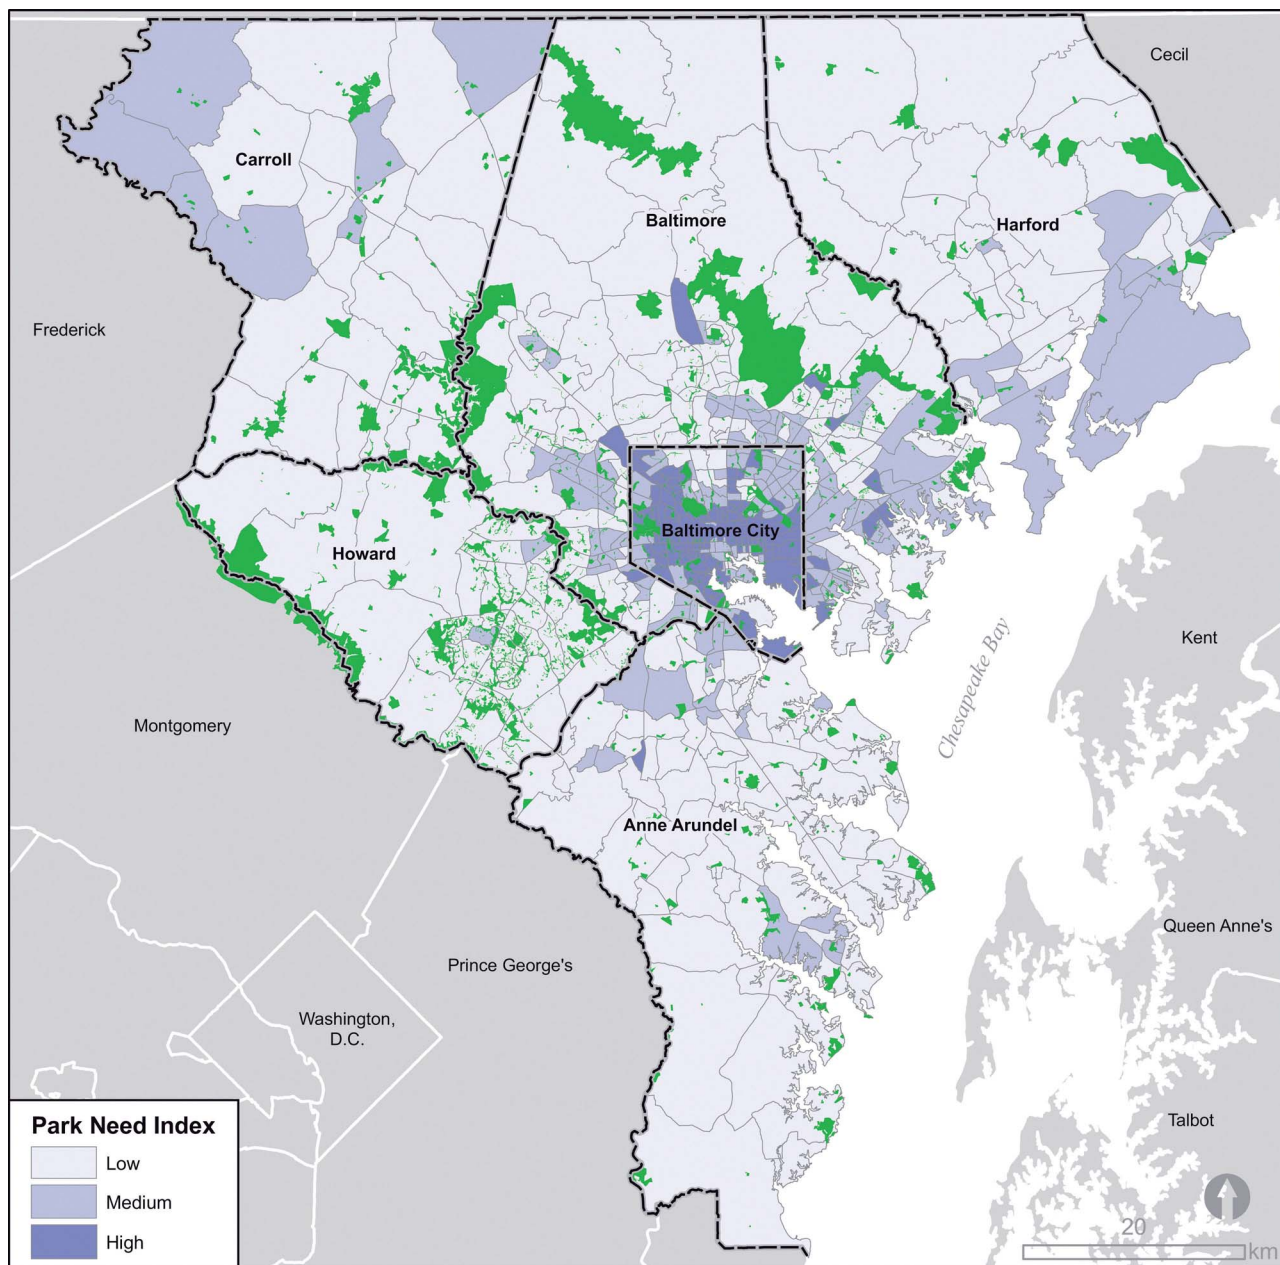 Cecil
Carroll
Baltimore
Harford
Frederick
Baltimore City
Howard
Kent
Chesapeake Bay
Montgomery
Anne Arundel
Queen Anne's
Prince George's
Washington,
D.C.
Talbot
Park Need Index
Low
Medium
High
20
km